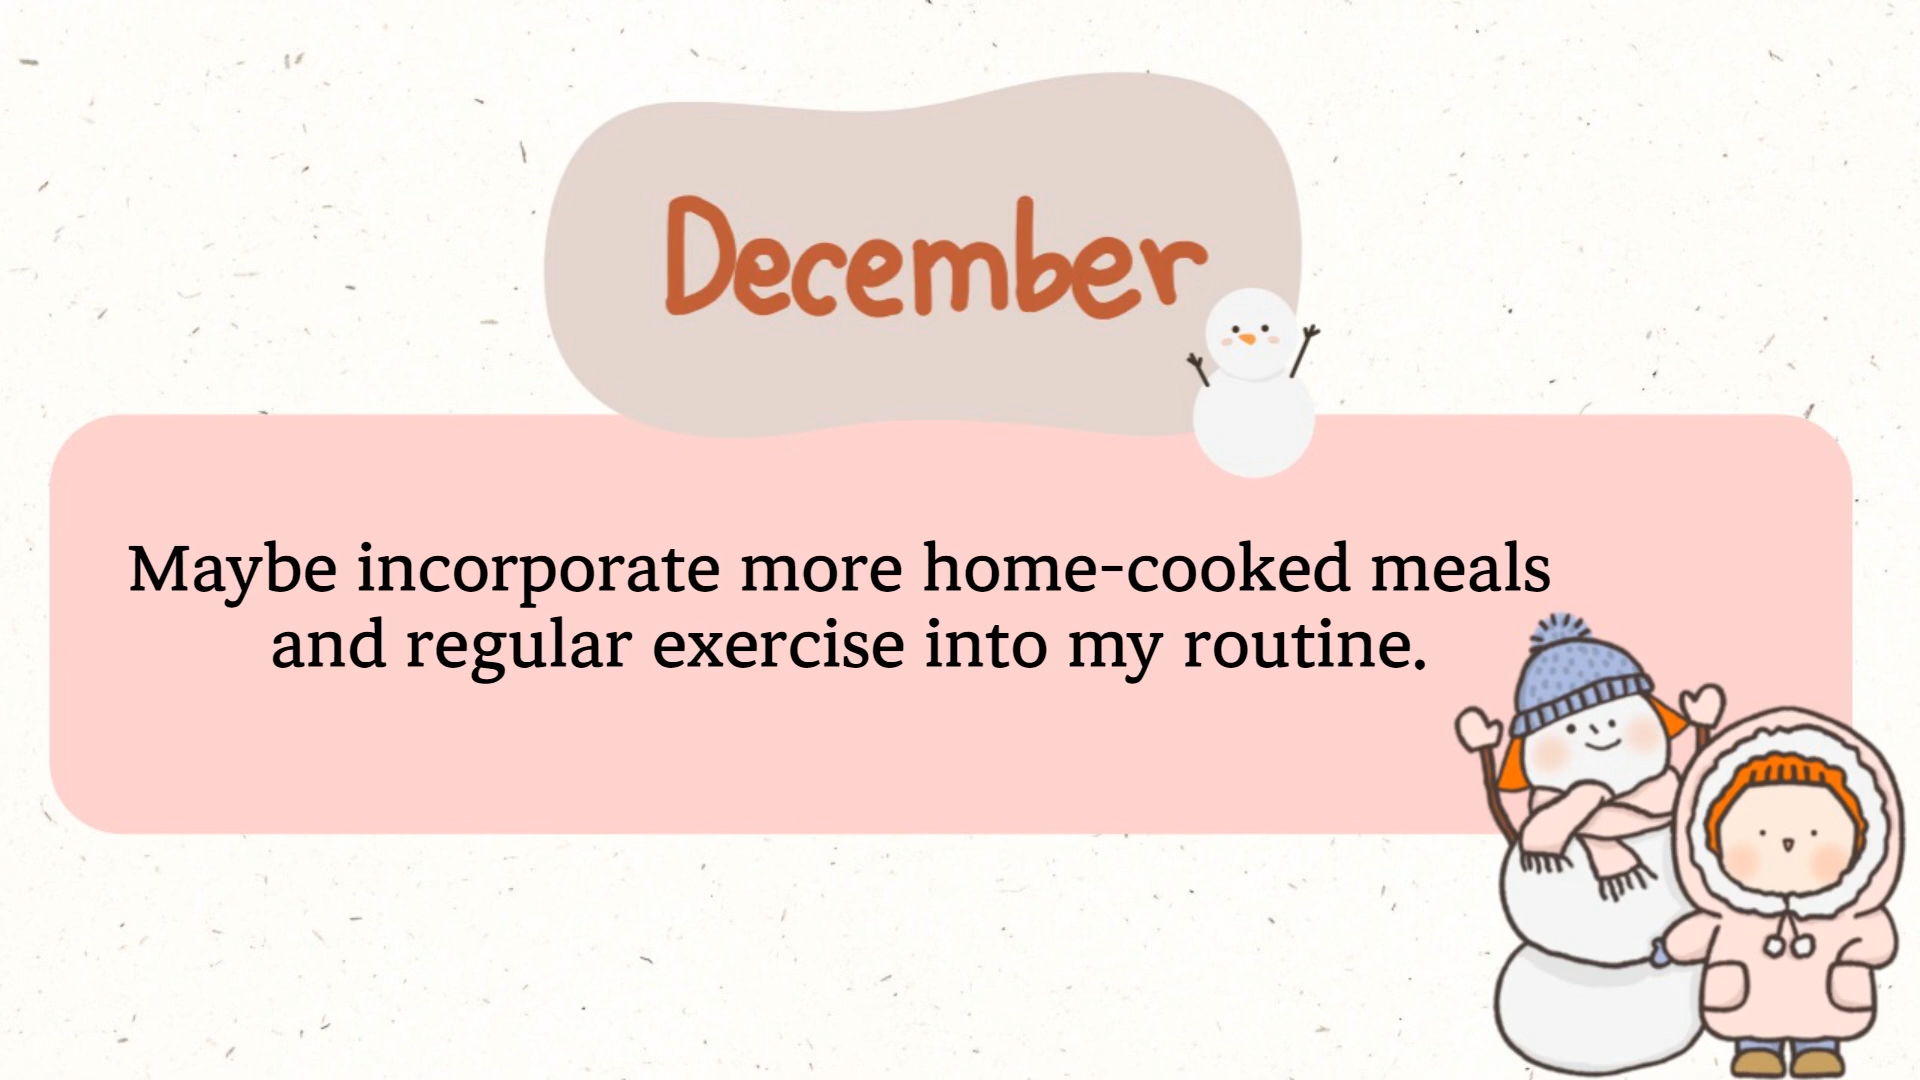 December
Maybe incorporate more home-cooked meals
and regular exercise into my routine.